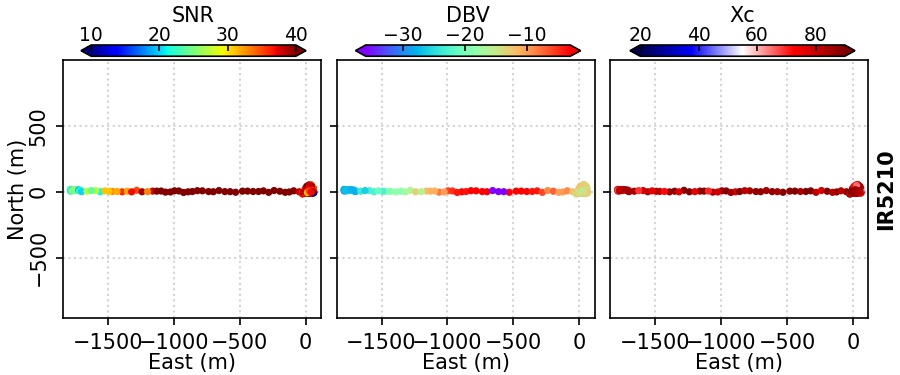 SNR DBV Xc
10 20 30 40 −30 −20 −10 20 40 60 80
500
0
−500
North (m)
IR5210
−1500 −1000 −500 0 −1500 −1000 −500 0 −1500 −1000 −500 0
East (m) East (m) East (m)